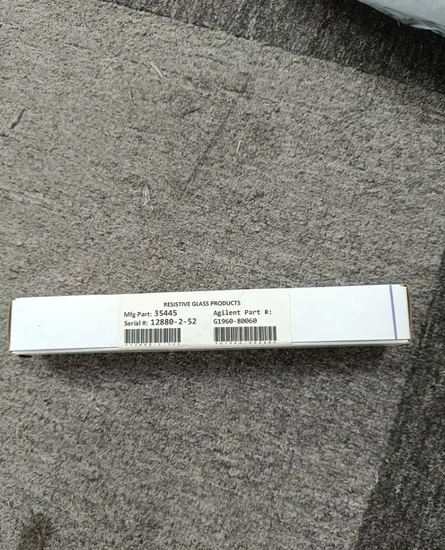 RESISTIVE GLASS PRODUCTS
Mfg Part: 35445
Agilent Part #:
Serial #: 12880-2-52
G1960-80060